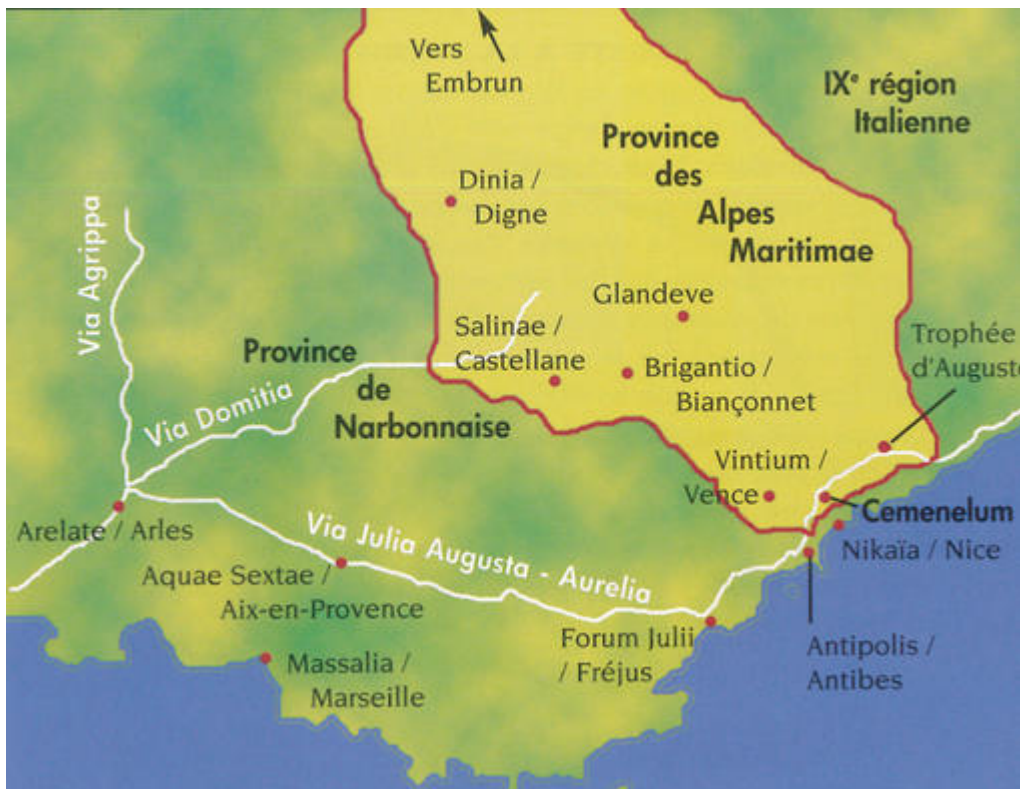 Vers
Embrun
IXᵉ région
Italienne
Province
des
Alpes
Maritimae
Dinia /
Digne
Via Agrippa
Glandeve
Salinae /
Castellane
Trophée
d'Auguste
Province
de
Narbonnaise
Via Domitia
Brigantio /
Biançonnet
Vintium /
Vence
Cemenelum
Arelate / Arles
Via Julia Augusta - Aurelia
Nikaïa / Nice
Aquae Sextae /
Aix-en-Provence
Forum Julii
/ Fréjus
Antipolis /
Antibes
Massalia /
Marseille